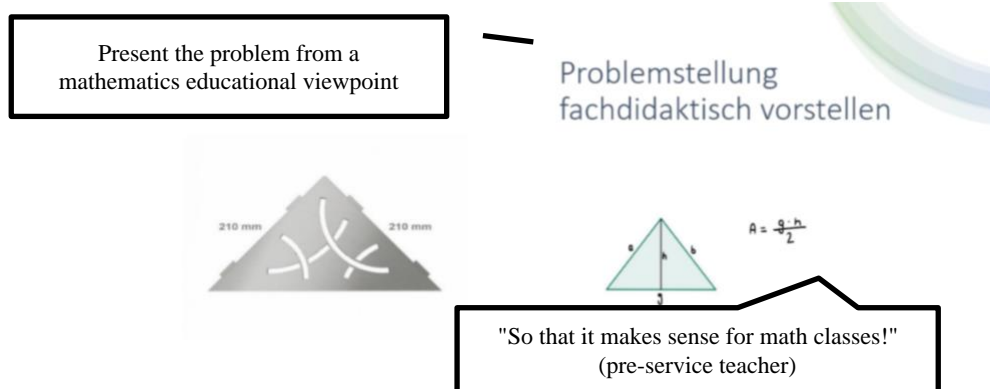 Present the problem from a
mathematics educational viewpoint
Problemstellung
fachdidaktisch vorstellen
210 mm
210 mm
a
h
b
g
A = g·h
2
"So that it makes sense for math classes!"
(pre-service teacher)